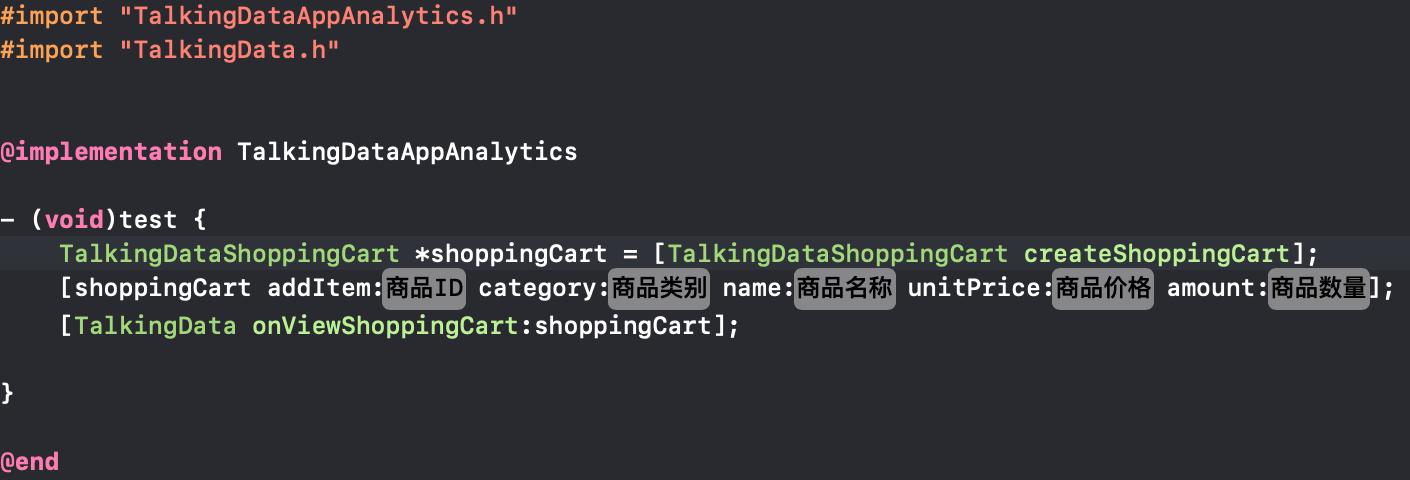 #import "TalkingDataAppAnalytics.h"
#import "TalkingData.h"
@implementation TalkingDataAppAnalytics
- (void)test {
TalkingDataShoppingCart *shoppingCart = [TalkingDataShoppingCart createShoppingCart];
[shoppingCart addItem:商品ID category:商品类别 name:商品名称 unitPrice:商品价格 amount:商品数量];
[TalkingData onViewShoppingCart:shoppingCart];
}
@end